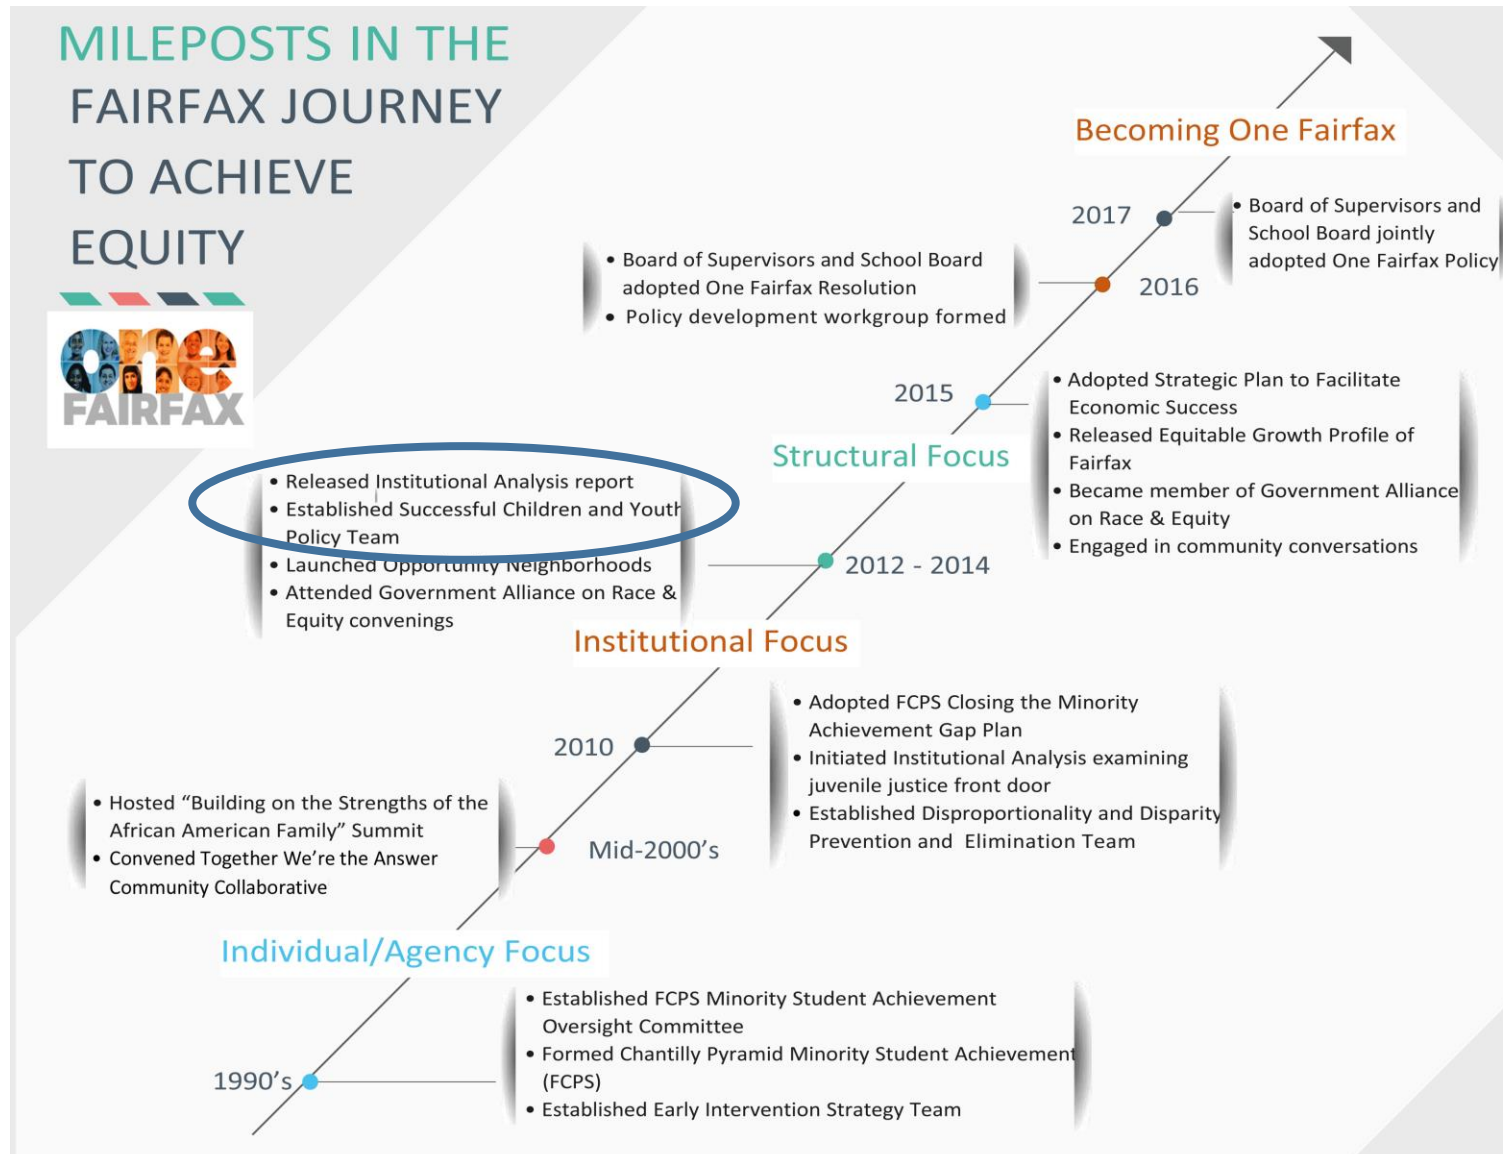 MILEPOSTS IN THE
FAIRFAX JOURNEY
TO ACHIEVE
EQUITY
one
FAIRFAX
Becoming One Fairfax
2017
• Board of Supervisors and
School Board jointly
adopted One Fairfax Policy
• Board of Supervisors and School Board
adopted One Fairfax Resolution
• Policy development workgroup formed
2016
2015
• Adopted Strategic Plan to Facilitate
Economic Success
• Released Equitable Growth Profile of
Fairfax
• Became member of Government Alliance
on Race & Equity
• Engaged in community conversations
Structural Focus
• Released Institutional Analysis report
• Established Successful Children and Youth
Policy Team
• Launched Opportunity Neighborhoods
• Attended Government Alliance on Race &
Equity convenings
2012 - 2014
Institutional Focus
2010
• Adopted FCPS Closing the Minority
Achievement Gap Plan
• Initiated Institutional Analysis examining
juvenile justice front door
• Established Disproportionality and Disparity
Prevention and Elimination Team
• Hosted “Building on the Strengths of the
African American Family” Summit
• Convened Together We’re the Answer
Community Collaborative
Mid-2000’s
Individual/Agency Focus
1990’s
• Established FCPS Minority Student Achievement
Oversight Committee
• Formed Chantilly Pyramid Minority Student Achievement
(FCPS)
• Established Early Intervention Strategy Team